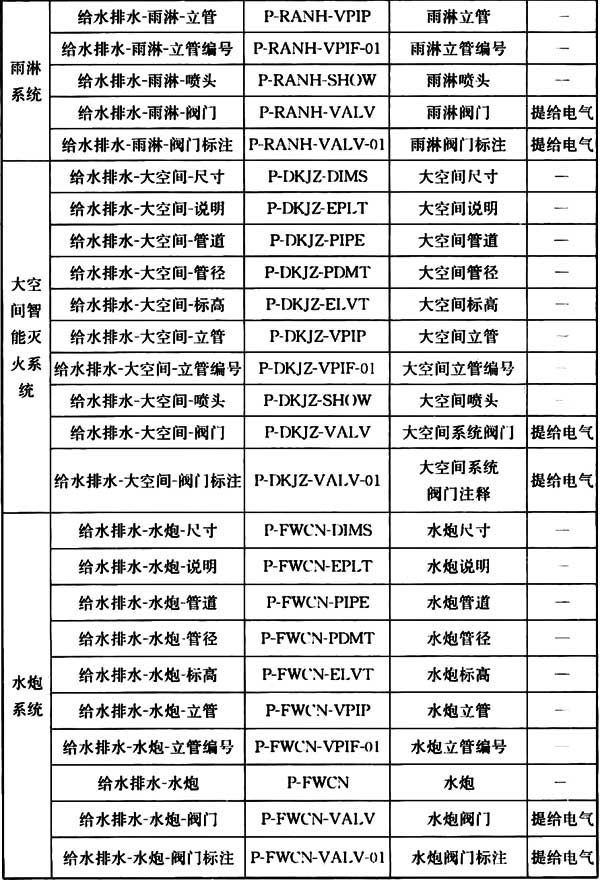 雨淋系统
给水排水-雨淋-立管 P-RANH-VPIP 雨淋立管 —
给水排水-雨淋-立管编号 P-RANH-VPIF-01 雨淋立管编号 —
给水排水-雨淋-喷头 P-RANH-SHOW 雨淋喷头 —
给水排水-雨淋-阀门 P-RANH-VALV 雨淋阀门 提给电气
给水排水-雨淋-阀门标注 P-RANH-VALV-01 雨淋阀门标注 提给电气
大空间智能灭火系统
给水排水-大空间-尺寸 P-DKJZ-DIMS 大空间尺寸 —
给水排水-大空间-说明 P-DKJZ-EPLT 大空间说明 —
给水排水-大空间-管道 P-DKJZ-PIPE 大空间管道 —
给水排水-大空间-管径 P-DKJZ-PDMT 大空间管径 —
给水排水-大空间-标高 P-DKJZ-ELVT 大空间标高 —
给水排水-大空间-立管 P-DKJZ-VPIP 大空间立管 —
给水排水-大空间-立管编号 P-DKJZ-VPIF-01 大空间立管编号 —
给水排水-大空间-喷头 P-DKJZ-SHOW 大空间喷头 —
给水排水-大空间-阀门 P-DKJZ-VALV 大空间系统阀门 提给电气
给水排水-大空间-阀门标注 P-DKJZ-VALV-01 大空间系统阀门注释 提给电气
水炮系统
给水排水-水炮-尺寸 P-FWCN-DIMS 水炮尺寸 —
给水排水-水炮-说明 P-FWCN-EPLT 水炮说明 —
给水排水-水炮-管道 P-FWCN-PIPE 水炮管道 —
给水排水-水炮-管径 P-FWCN-PDMT 水炮管径 —
给水排水-水炮-标高 P-FWCN-ELVT 水炮标高 —
给水排水-水炮-立管 P-FWCN-VPIP 水炮立管 —
给水排水-水炮-立管编号 P-FWCN-VPIF-01 水炮立管编号 —
给水排水-水炮 P-FWCN 水炮 —
给水排水-水炮-阀门 P-FWCN-VALV 水炮阀门 提给电气
给水排水-水炮-阀门标注 P-FWCN-VALV-01 水炮阀门标注 提给电气